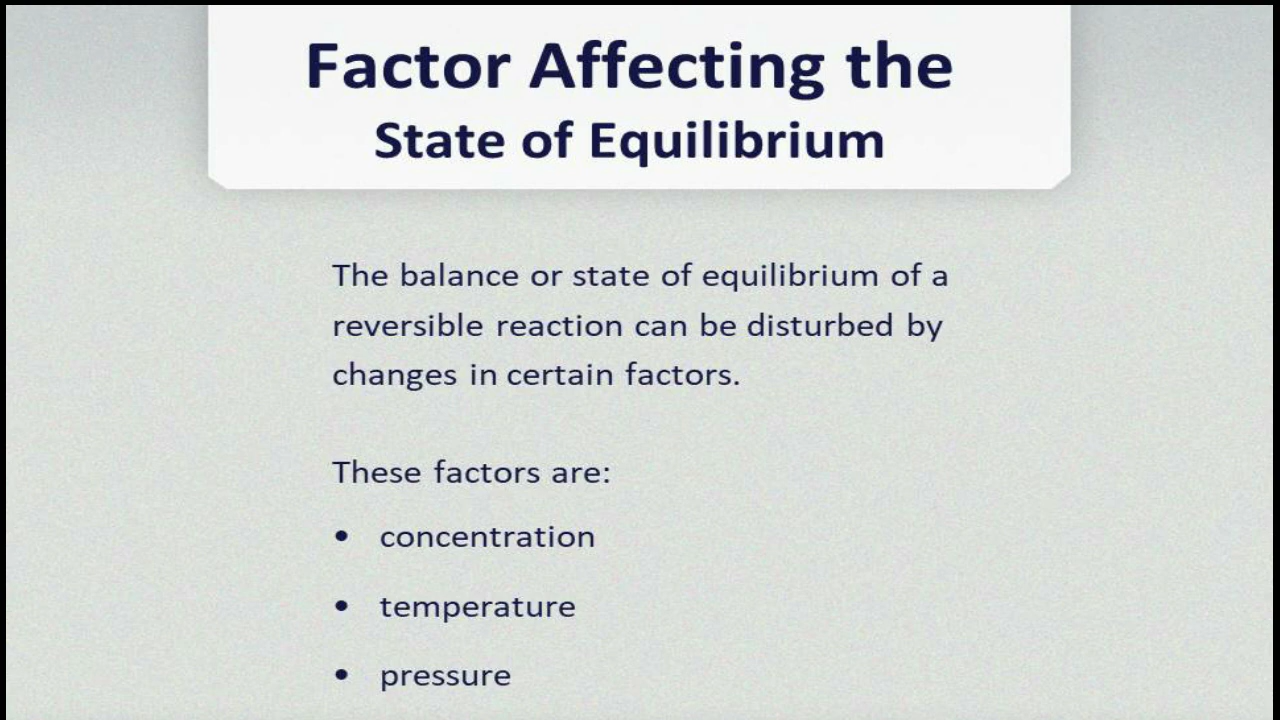 Factor Affecting the
State of Equilibrium
The balance or state of equilibrium of a
reversible reaction can be disturbed by
changes in certain factors.
These factors are:
• concentration
• temperature
• pressure